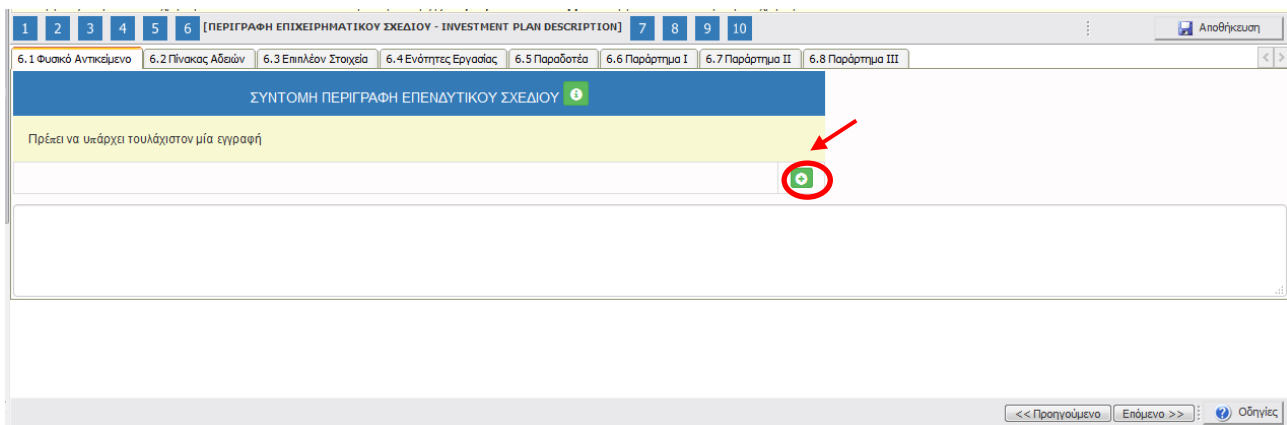 1 2 3 4 5 6 [ΠΕΡΙΓΡΑΦΗ ΕΠΙΧΕΙΡΗΜΑΤΙΚΟΥ ΣΧΕΔΙΟΥ - INVESTMENT PLAN DESCRIPTION] 7 8 9 10 Αποθήκευση
6.1 Φυσικό Αντικείμενο 6.2 Πίνακας Αδειών 6.3 Επιπλέον Στοιχεία 6.4 Ενότητες Εργασίας 6.5 Παραδοτέα 6.6 Παράρτημα I 6.7 Παράρτημα II 6.8 Παράρτημα III < >
ΣΥΝΤΟΜΗ ΠΕΡΙΓΡΑΦΗ ΕΠΕΝΔΥΤΙΚΟΥ ΣΧΕΔΙΟΥ
Πρέπει να υπάρχει τουλάχιστον μία εγγραφή
<< Προηγούμενο Επόμενο >> Οδηγίες